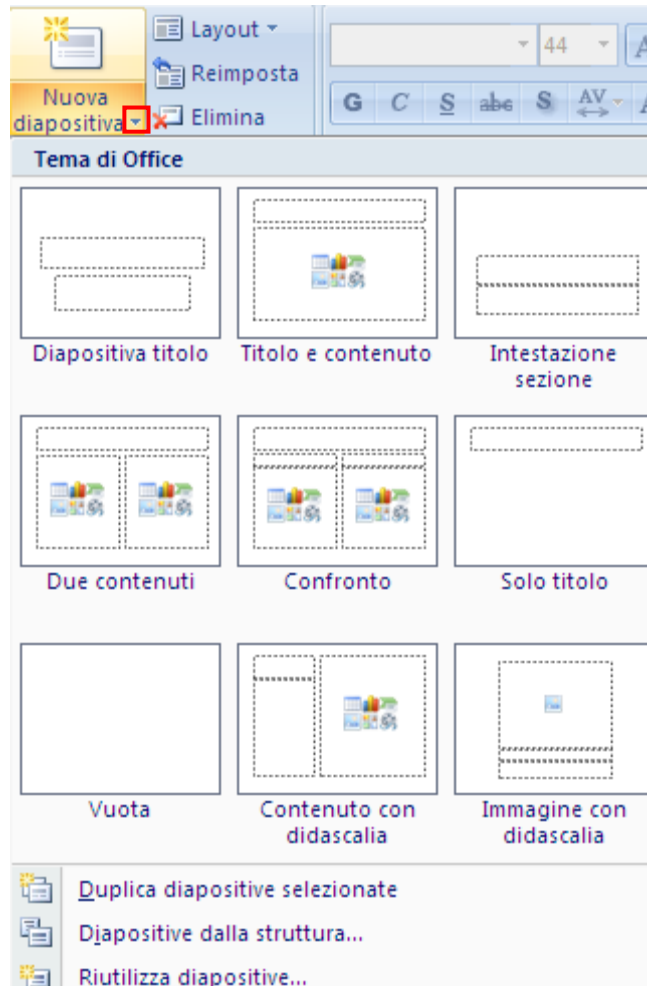 Layout
44
A
Reimposta
Nuova
diapositiva
Elimina
G C S abc S AV A
Tema di Office
Diapositiva titolo
Titolo e contenuto
Intestazione
sezione
Due contenuti
Confronto
Solo titolo
Vuota
Contenuto con
didascalia
Immagine con
didascalia
Duplica diapositive selezionate
Diapositive dalla struttura...
Riutilizza diapositive...